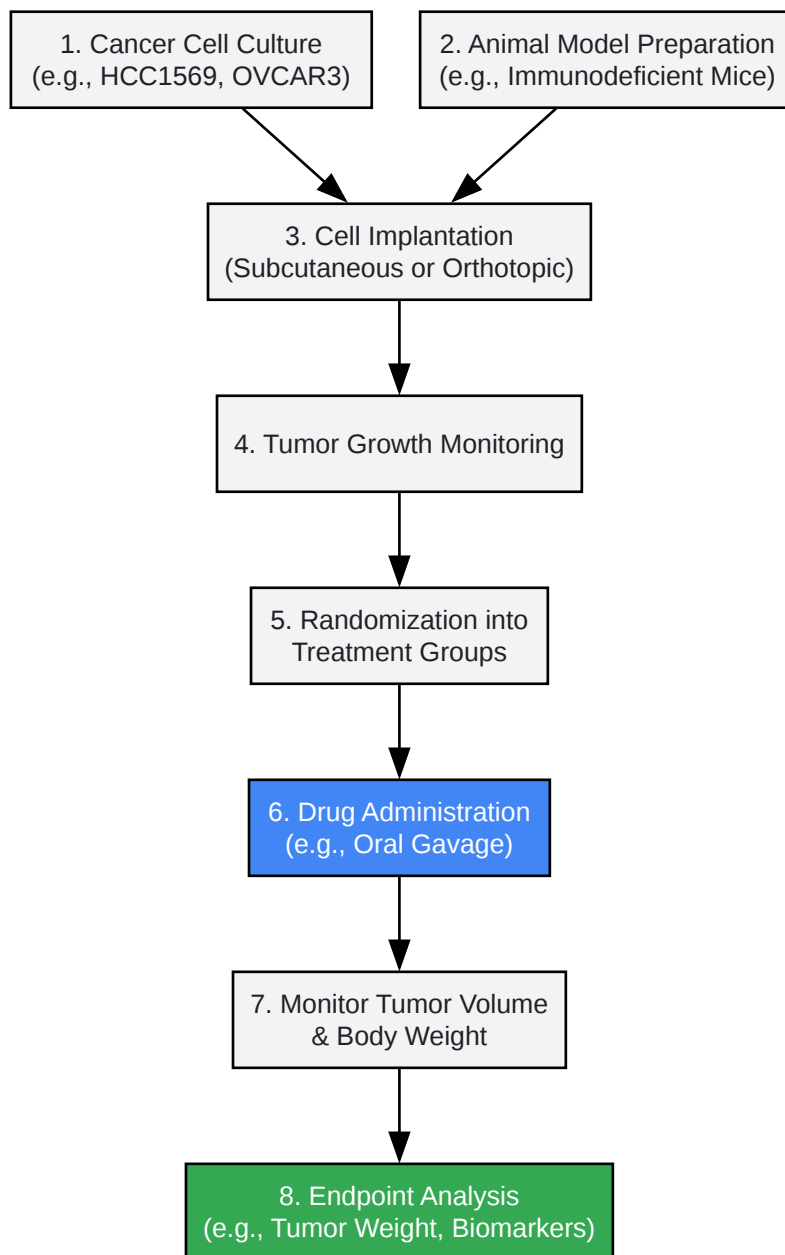 1. Cancer Cell Culture
(e.g., HCC1569, OVCAR3)
2. Animal Model Preparation
(e.g., Immunodeficient Mice)
3. Cell Implantation
(Subcutaneous or Orthotopic)
4. Tumor Growth Monitoring
5. Randomization into
Treatment Groups
6. Drug Administration
(e.g., Oral Gavage)
7. Monitor Tumor Volume
& Body Weight
8. Endpoint Analysis
(e.g., Tumor Weight, Biomarkers)